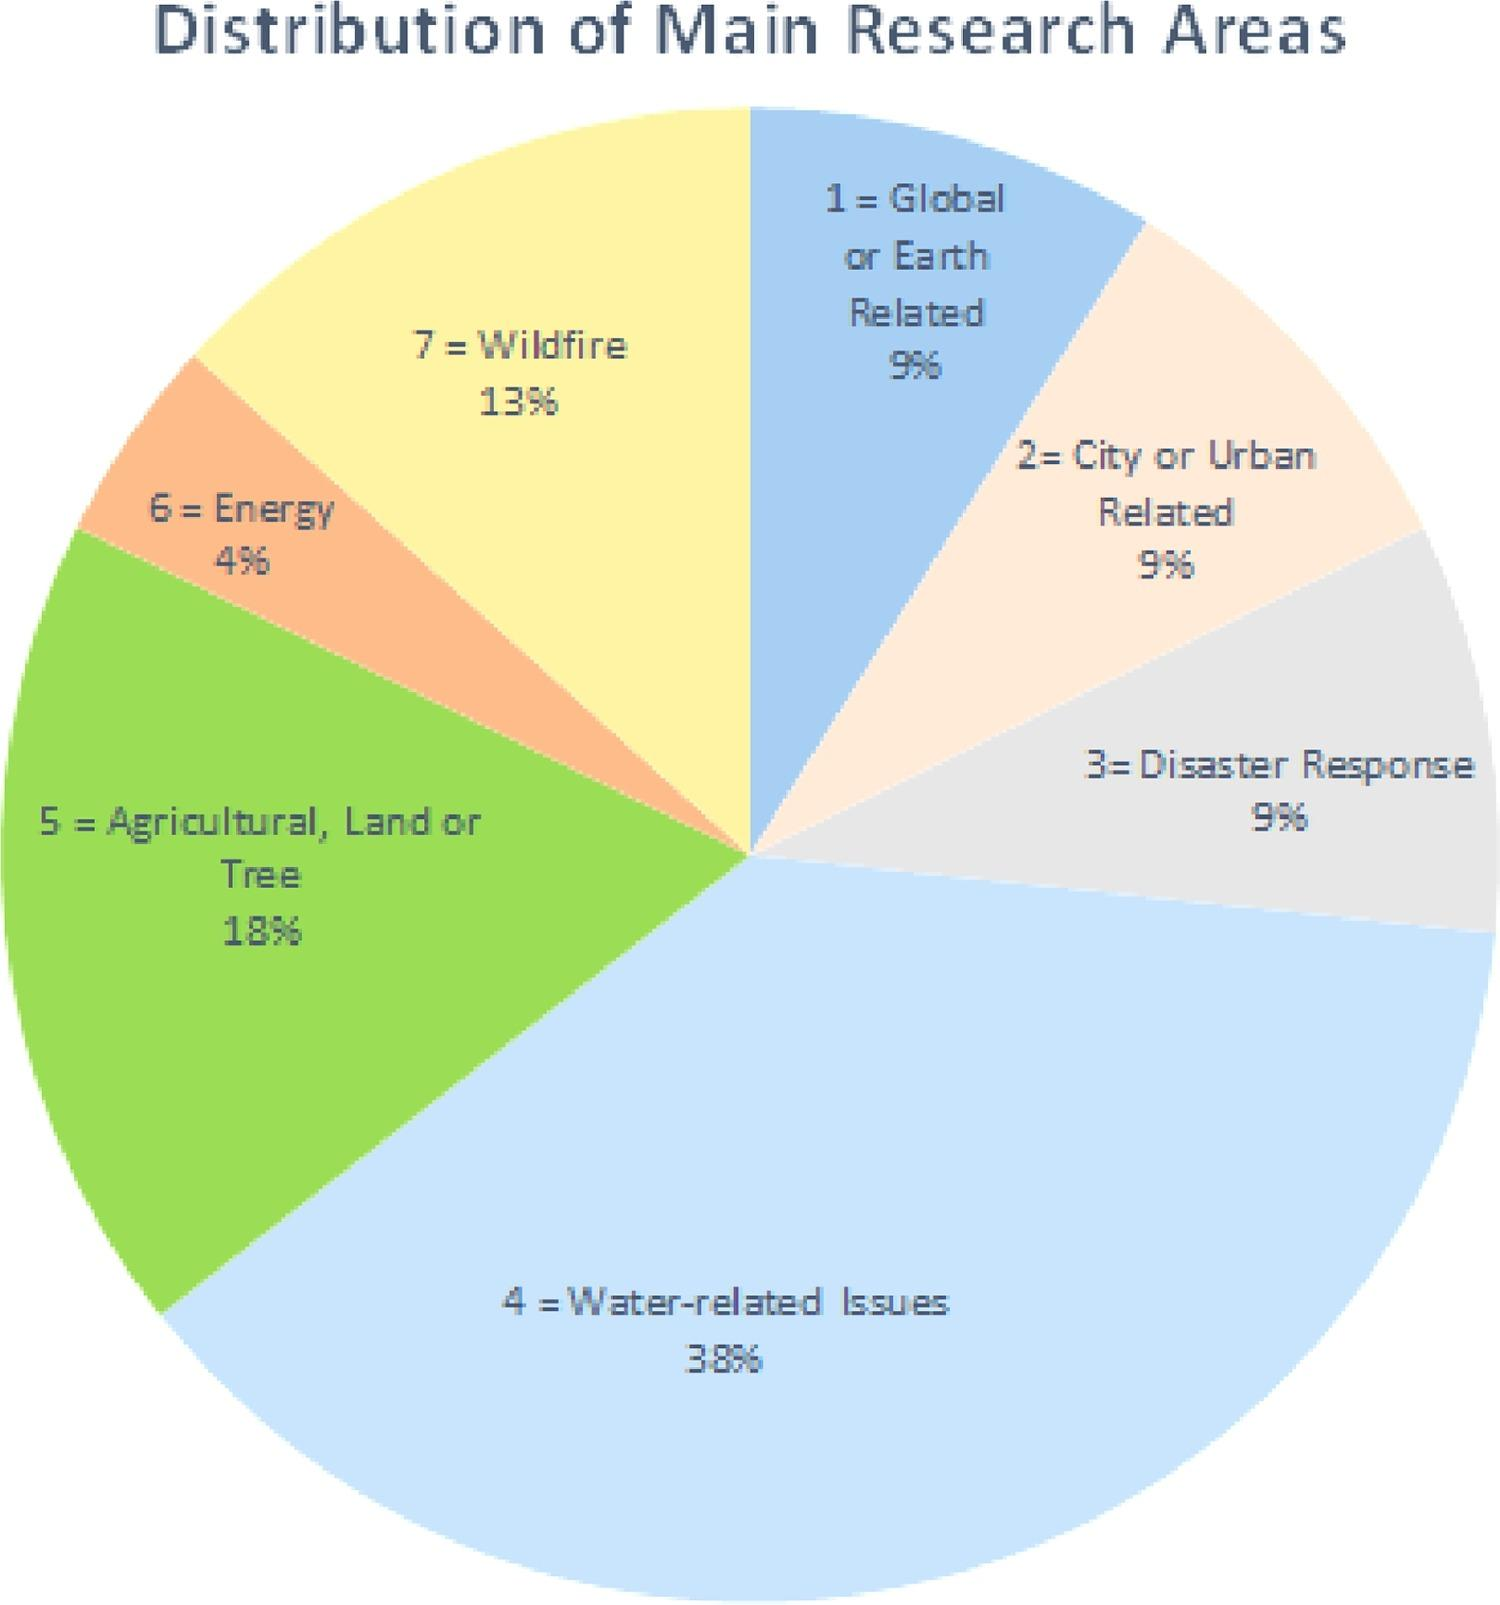 Distribution of Main Research Areas
1 = Global
or Earth
Related
9%
2= City or Urban
Related
9%
3= Disaster Response
9%
4 = Water-related Issues
38%
5 = Agricultural, Land or
Tree
18%
6 = Energy
4%
7 = Wildfire
13%